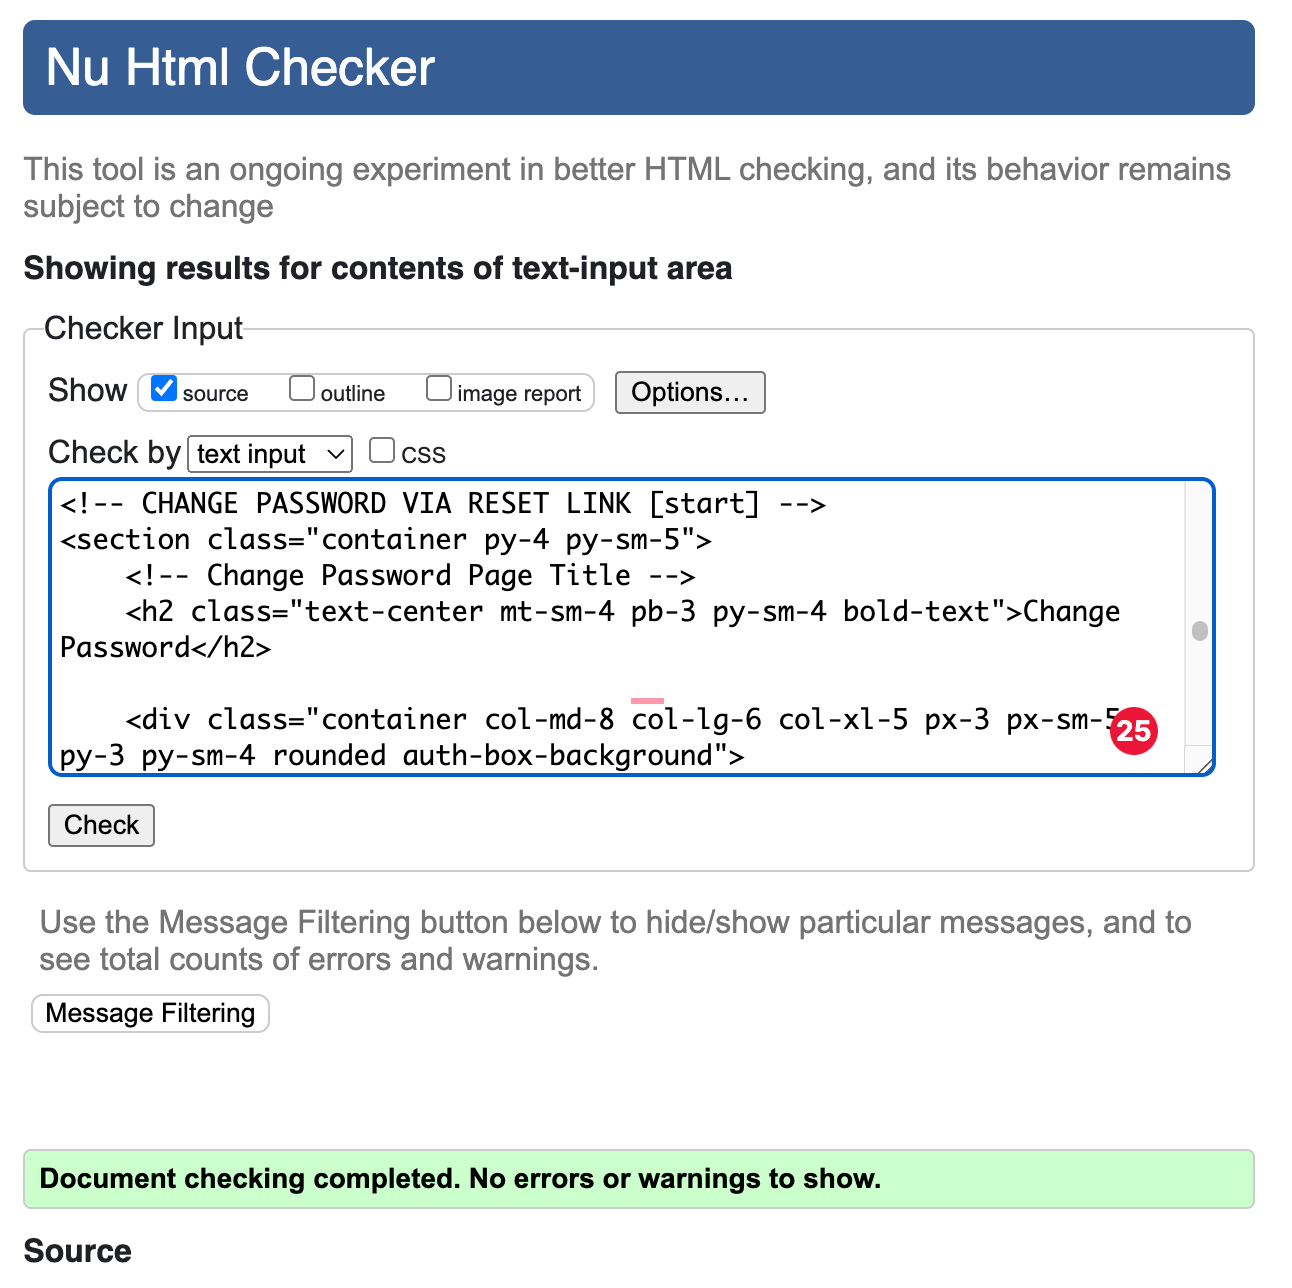 Nu Html Checker
This tool is an ongoing experiment in better HTML checking, and its behavior remains
subject to change
Showing results for contents of text-input area
Checker Input
Show source outline image report Options...
Check by text input CSS
<!-- CHANGE PASSWORD VIA RESET LINK [start] -->
<section class="container py-4 py-sm-5">
<!-- Change Password Page Title -->
<h2 class="text-center mt-sm-4 pb-3 py-sm-4 bold-text">Change
Password</h2>
<div class="container col-md-8 col-lg-6 col-xl-5 px-3 px-sm-5
25
py-3 py-sm-4 rounded auth-box-background">
Check
Use the Message Filtering button below to hide/show particular messages, and to
see total counts of errors and warnings.
Message Filtering
Document checking completed. No errors or warnings to show.
Source